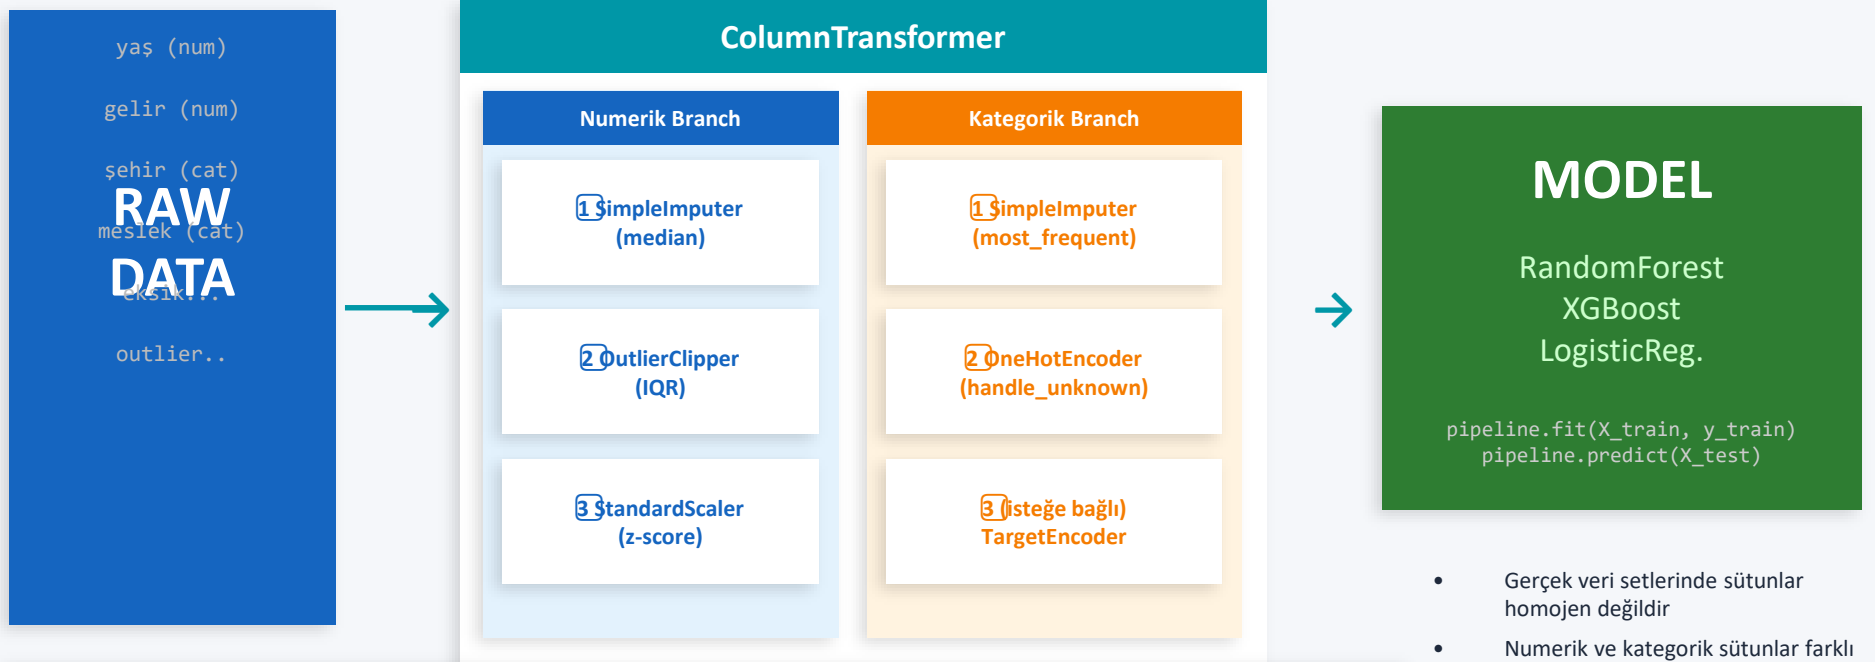 yaş (num)
gelir (num)
şehir (cat)
RAW
meslek (cat)
DATA
eksik...
outlier..
ColumnTransformer
Numerik Branch
1 SimpleImputer
(median)
2 OutlierClipper
(IQR)
3 StandardScaler
(z-score)
Kategorik Branch
1 SimpleImputer
(most_frequent)
2 OneHotEncoder
(handle_unknown)
3 (isteğe bağlı)
TargetEncoder
MODEL
RandomForest
XGBoost
LogisticReg.
pipeline.fit(X_train, y_train)
pipeline.predict(X_test)
• Gerçek veri setlerinde sütunlar
homojen değildir
• Numerik ve kategorik sütunlar farklı